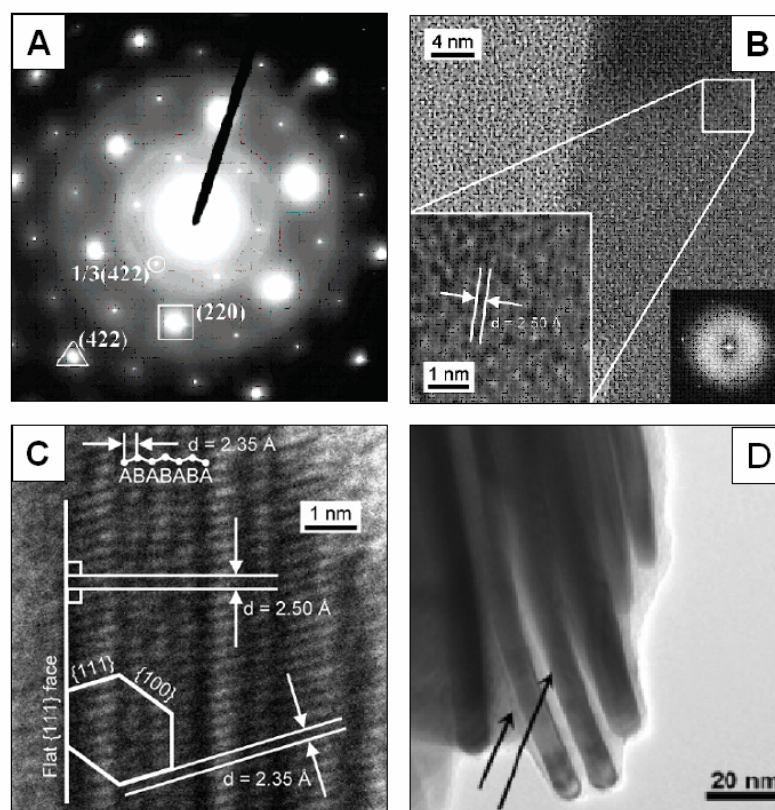 A
1/3(422)
(220)
(422)
B
4 nm
d = 2.50 Å
1 nm
C
d = 2.35 Å
ABABABA
1 nm
d = 2.50 Å
Flat {111} face
{111}
{100}
d = 2.35 Å
D
20 nm